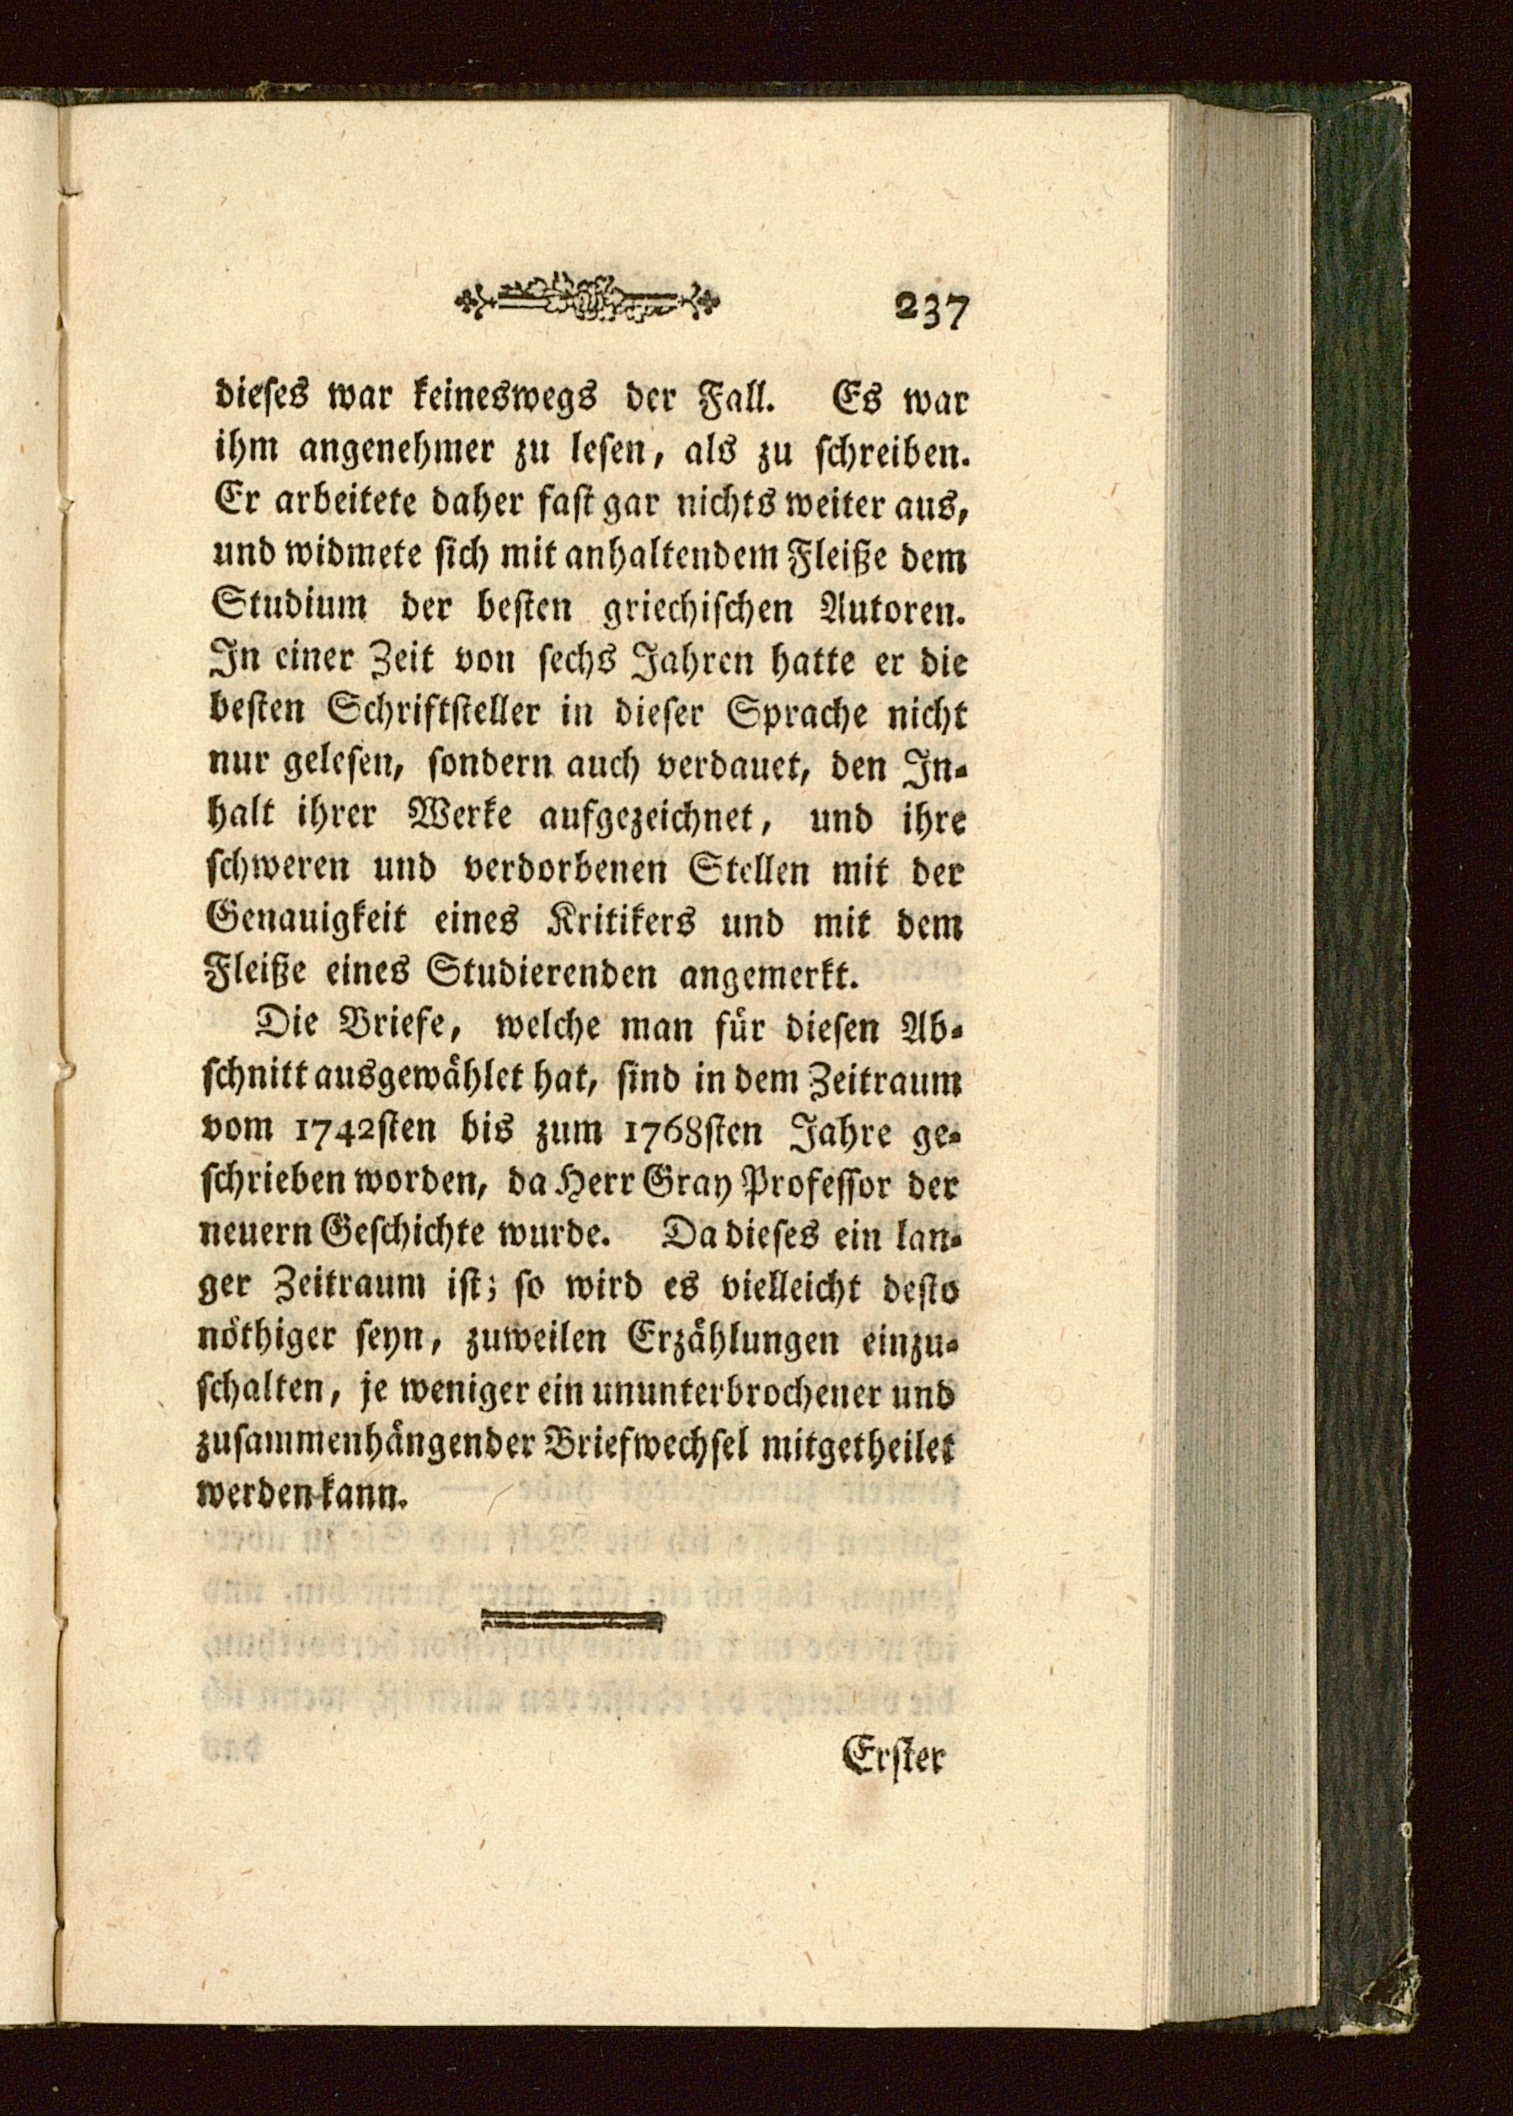 237
dieses war keineswegs der Fall. Es war
ihm angenehmer zu lesen, als zu schreiben.
Er arbeitete daher fast gar nichts weiter aus,
und widmete sich mit anhaltendem Fleiße dem
Studium der besten griechischen Autoren.
In einer Zeit von sechs Jahren hatte er die
besten Schriftsteller in dieser Sprache nicht
nur gelesen, sondern auch verdauet, den In-
halt ihrer Werke aufgezeichnet, und ihre
schweren und verdorbenen Stellen mit der
Genauigkeit eines Kritikers und mit dem
Fleiße eines Studierenden angemerkt.
Die Briefe, welche man für diesen Ab-
schnitt ausgewählet hat, sind in dem Zeitraum
vom 1742sten bis zum 1768sten Jahre ge-
schrieben worden, da Herr Gray Professor der
neuern Geschichte wurde. Da dieses ein lan-
ger Zeitraum ist; so wird es vielleicht desto
nöthiger seyn, zuweilen Erzählungen einzu-
schalten, je weniger ein ununterbrochener und
zusammenhängender Briefwechsel mitgetheilet
werden kann.
Erster